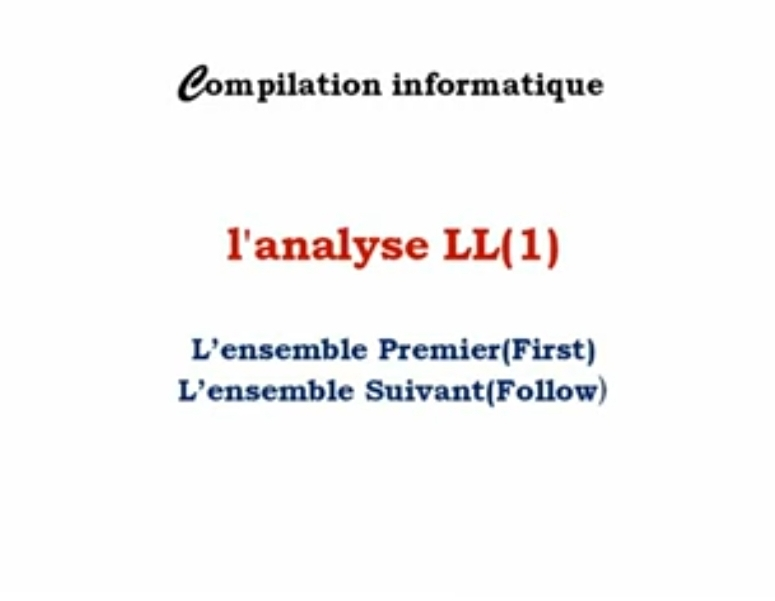 Compilation informatique
l'analyse LL(1)
L’ensemble Premier(First)
L’ensemble Suivant(Follow)